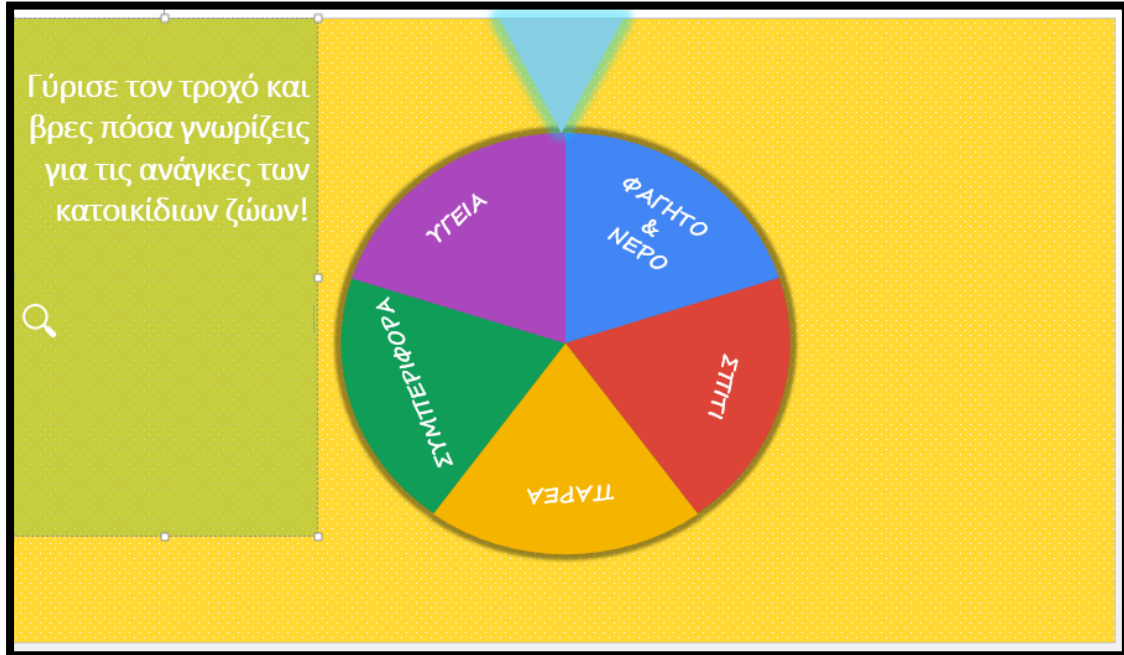 Γύρισε τον τροχό και
βρες πόσα γνωρίζεις
για τις ανάγκες των
κατοικίδιων ζώων!
ΥΓΕΙΑ
ΦΑΓΗΤΟ
&
ΝΕΡΟ
ΣΠΙΤΙ
ΠΑΡΕΑ
ΣΥΜΠΕΡΙΦΟΡΑ